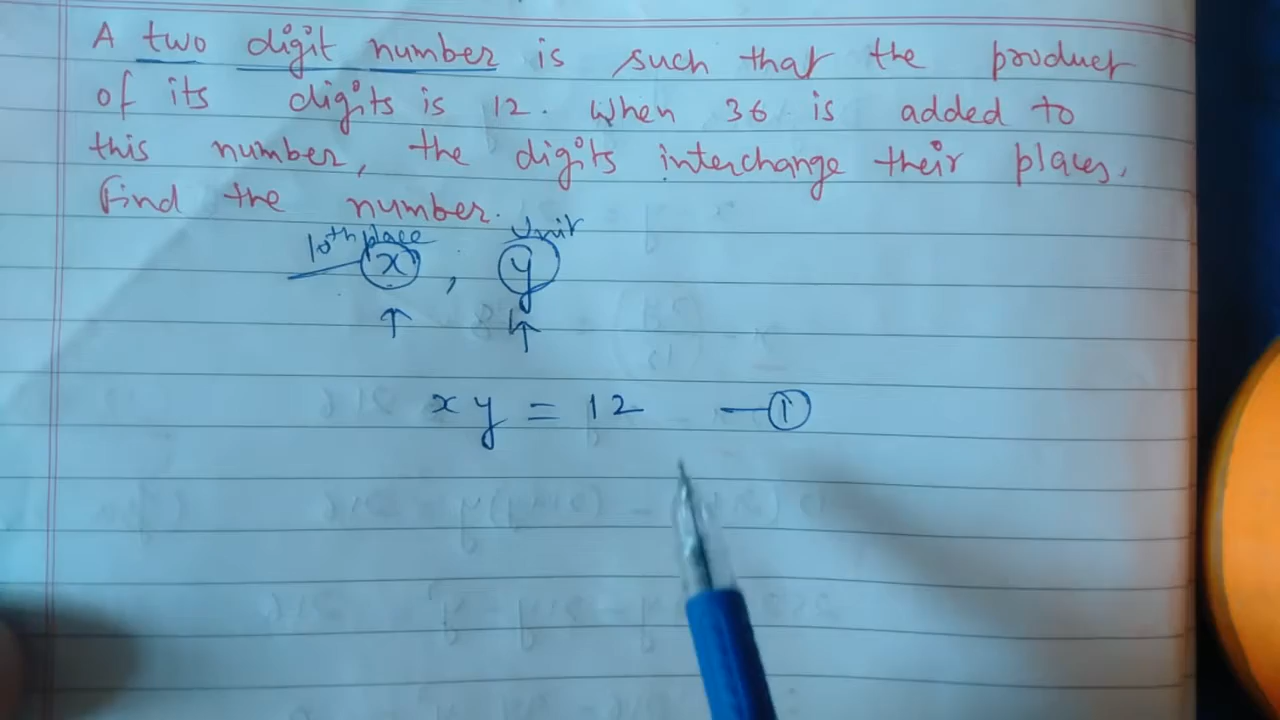 A two digit number is such that the product
of its digits is 12. When 36 is added to
this number, the digits interchange their places.
Find the number.
10th place Unit
x , y
xy = 12 — ①